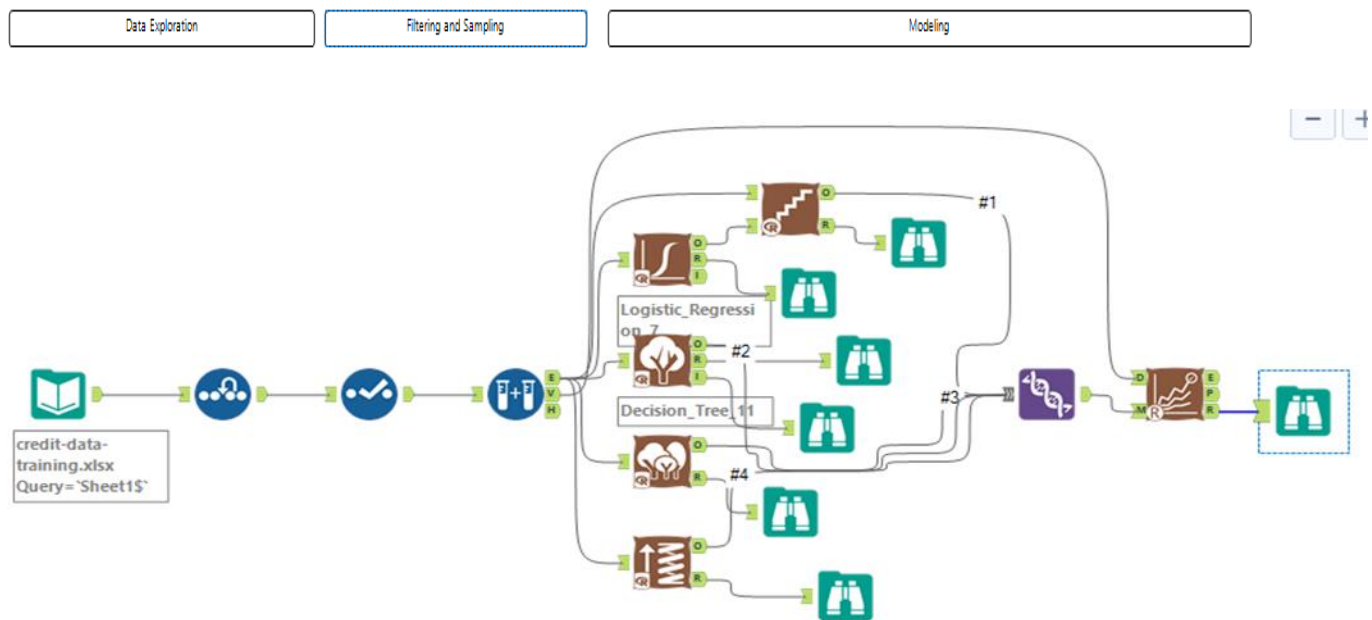 Data Exploration
Filtering and Sampling
Modeling
#1
O
R
O
R
I
Logistic_Regressi
on_7
#2
O
R
I
E
V
H
#3
D
M
R
E
P
R
Decision_Tree_11
credit-data-
training.xlsx
Query=`Sheet1$`
O
R
#4
O
R